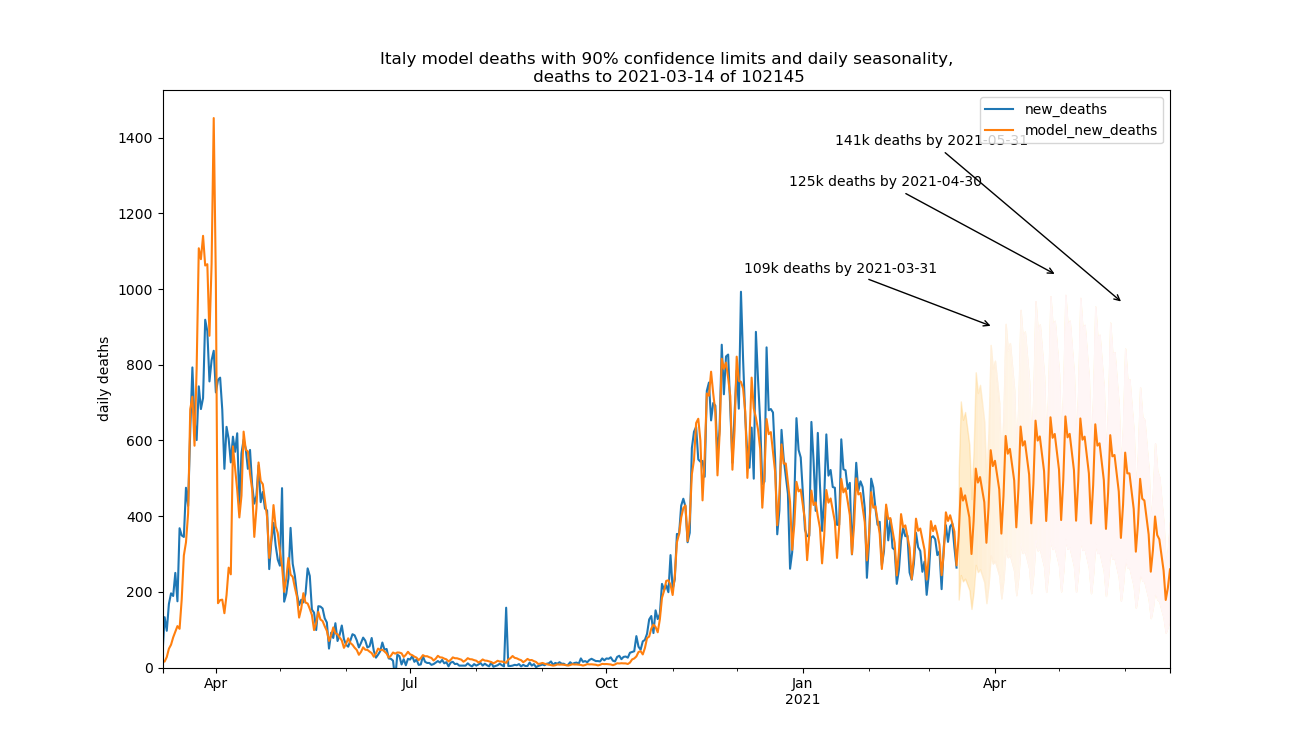 Italy model deaths with 90% confidence limits and daily seasonality,
deaths to 2021-03-14 of 102145
new_deaths
model_new_deaths
141k deaths by 2021-05-31
125k deaths by 2021-04-30
109k deaths by 2021-03-31
daily deaths
1400
1200
1000
800
600
400
200
0
Apr
Jul
Oct
Jan
2021
Apr